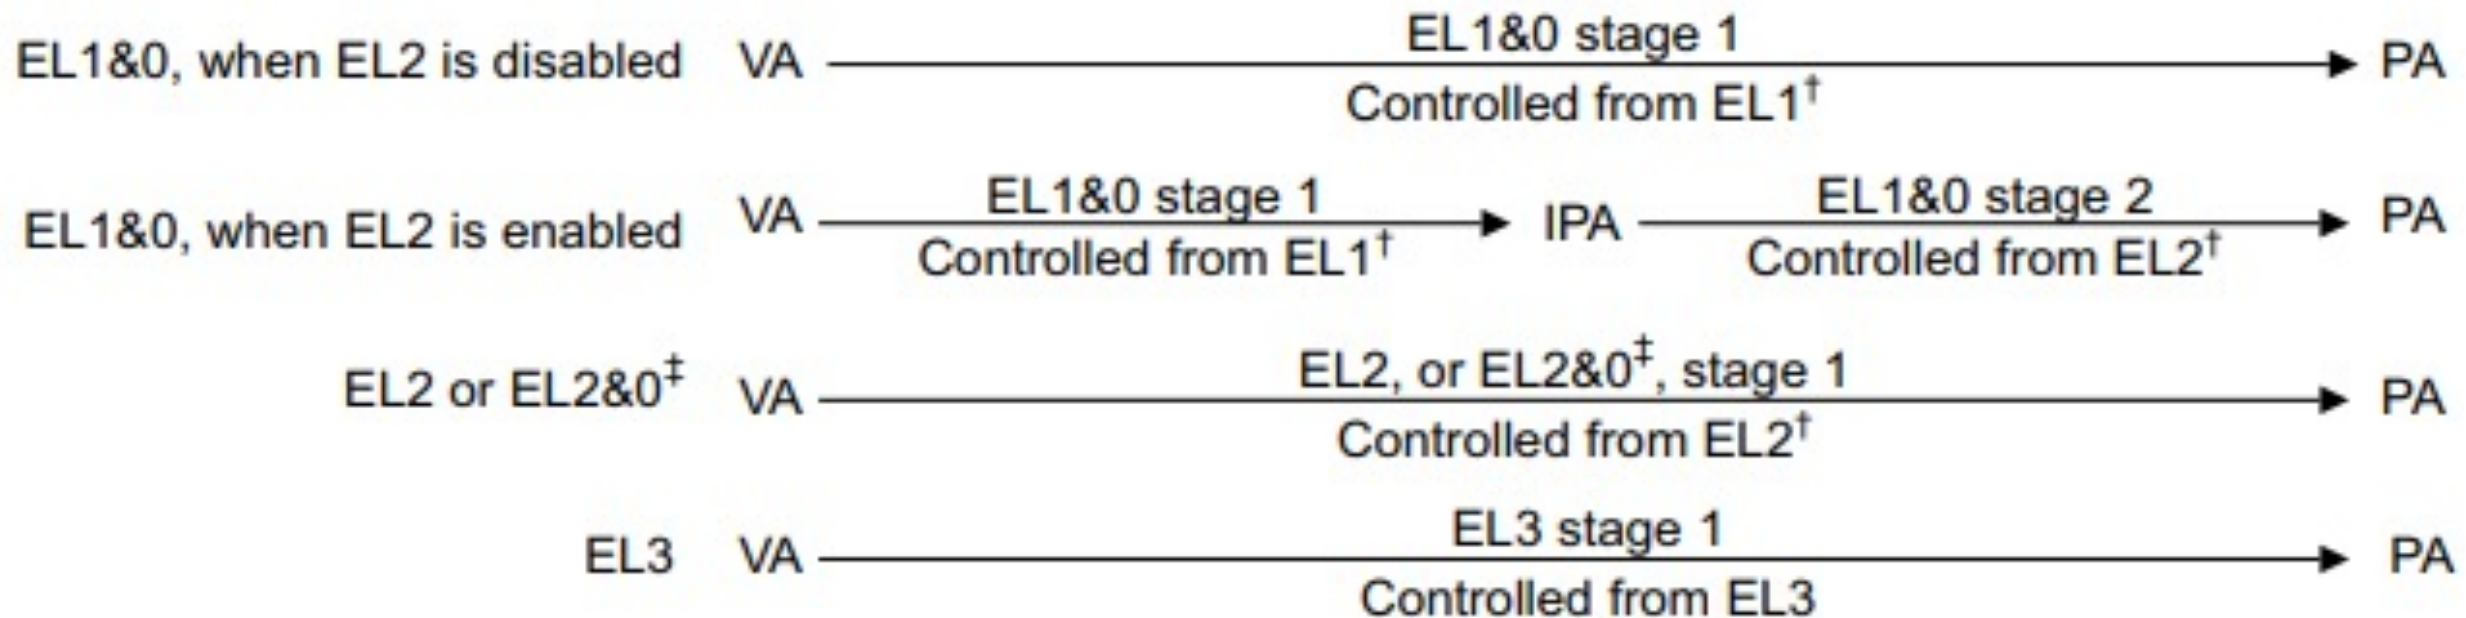 EL1&0 stage 1
EL1&0, when EL2 is disabled VA PA
Controlled from EL1†
EL1&0 stage 1 EL1&0 stage 2
EL1&0, when EL2 is enabled VA IPA PA
Controlled from EL1† Controlled from EL2†
EL2, or EL2&0‡, stage 1
EL2 or EL2&0‡ VA PA
Controlled from EL2†
EL3 stage 1
EL3 VA PA
Controlled from EL3